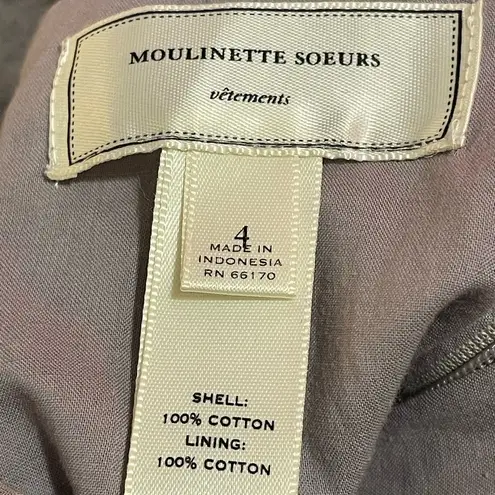 MOULINETTE SOEURS
vêtements
4
MADE IN
INDONESIA
RN 66170
SHELL:
100% COTTON
LINING:
100% COTTON